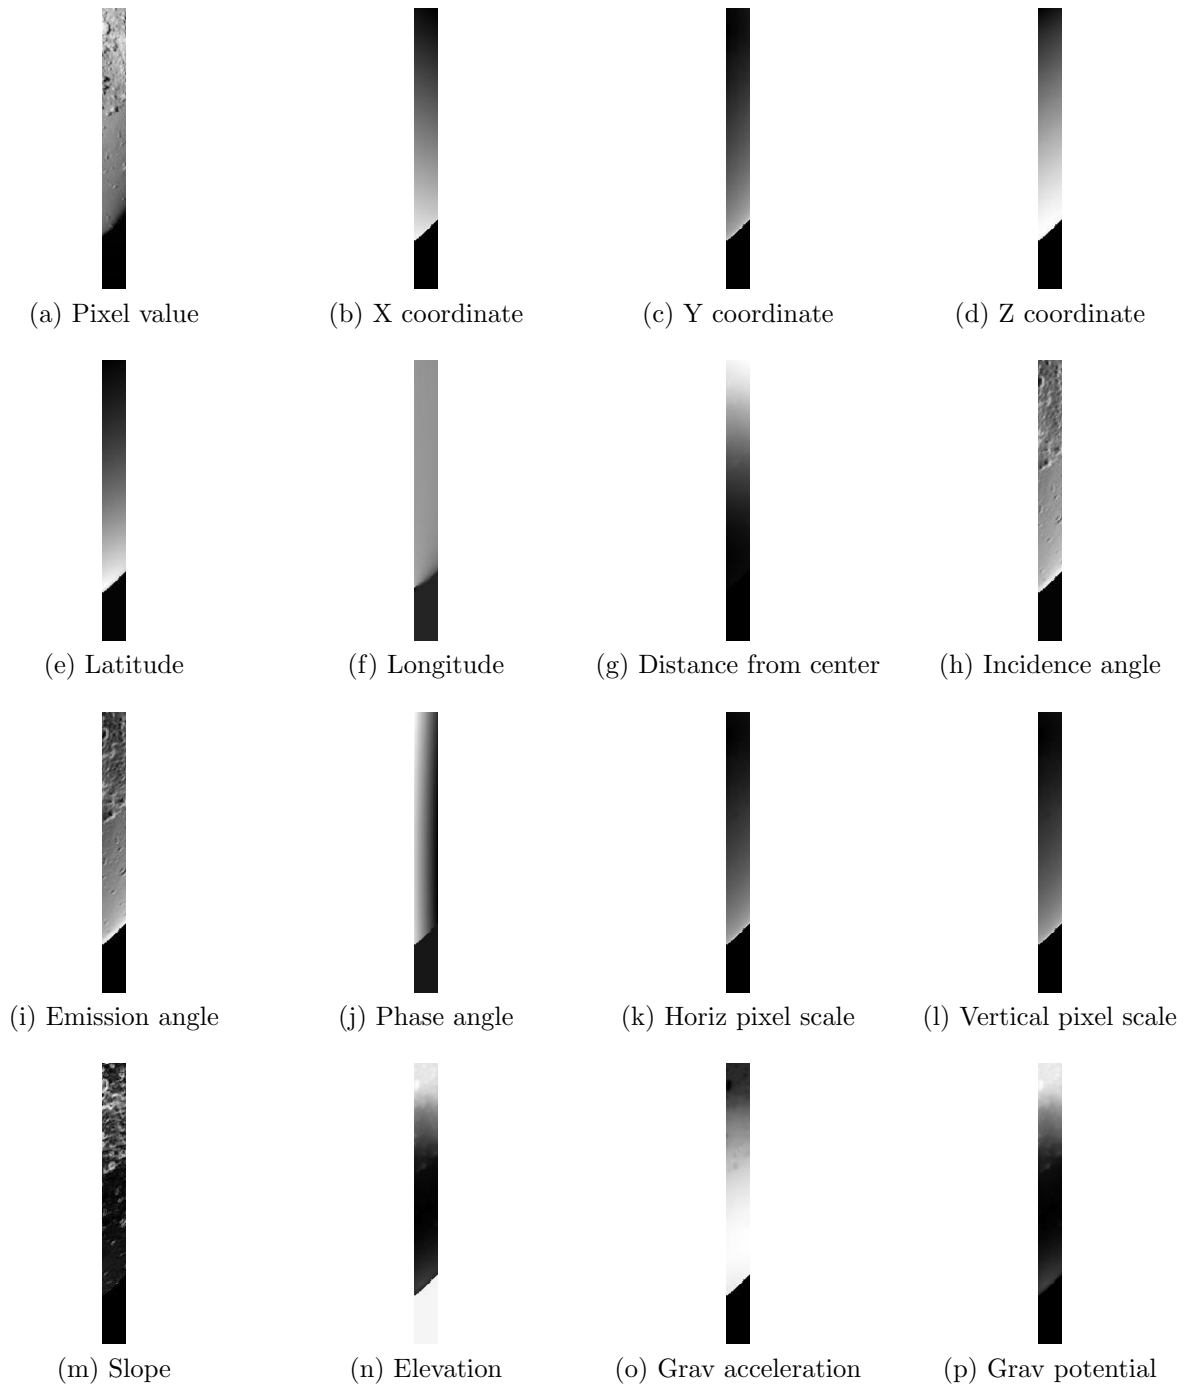 (a) Pixel value
(b) X coordinate
(c) Y coordinate
(d) Z coordinate
(e) Latitude
(f) Longitude
(g) Distance from center
(h) Incidence angle
(i) Emission angle
(j) Phase angle
(k) Horiz pixel scale
(l) Vertical pixel scale
(m) Slope
(n) Elevation
(o) Grav acceleration
(p) Grav potential